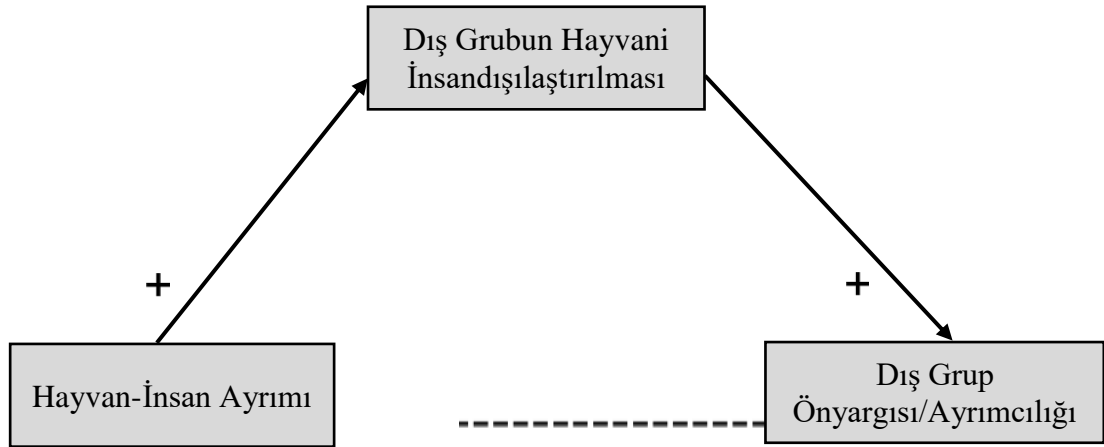 Dış Grubun Hayvani
İnsandışılaştırılması
+
+
Hayvan-İnsan Ayrımı
Dış Grup
Önyargısı/Ayrımcılığı